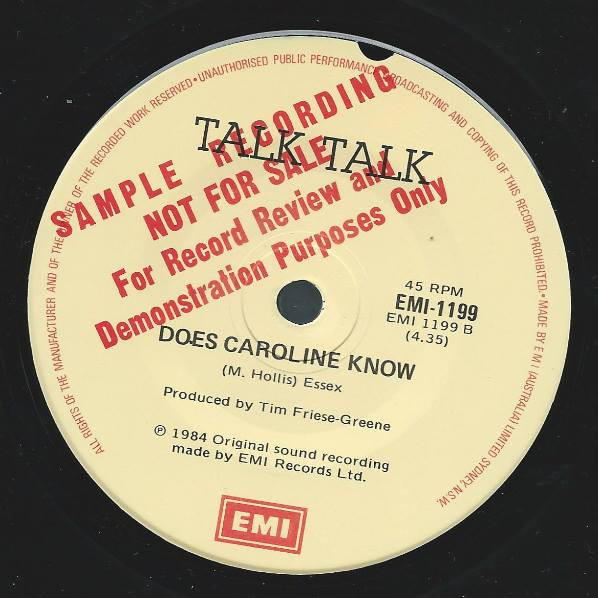 ALL RIGHTS OF THE MANUFACTURER AND OF THE OWNER OF THE RECORDED WORK RESERVED • UNAUTHORISED PUBLIC PERFORMANCE, BROADCASTING AND COPYING OF THIS RECORD PROHIBITED. • MADE BY E M I (AUSTRALIA) LIMITED SYDNEY, N.S.W.
TALK TALK
SAMPLE RECORDING
NOT FOR SALE
For Record Review and
Demonstration Purposes Only
45 RPM
EMI-1199
EMI 1199 B
(4.35)
DOES CAROLINE KNOW
(M. Hollis) Essex
Produced by Tim Friese-Greene
℗ 1984 Original sound recording
made by EMI Records Ltd.
EMI